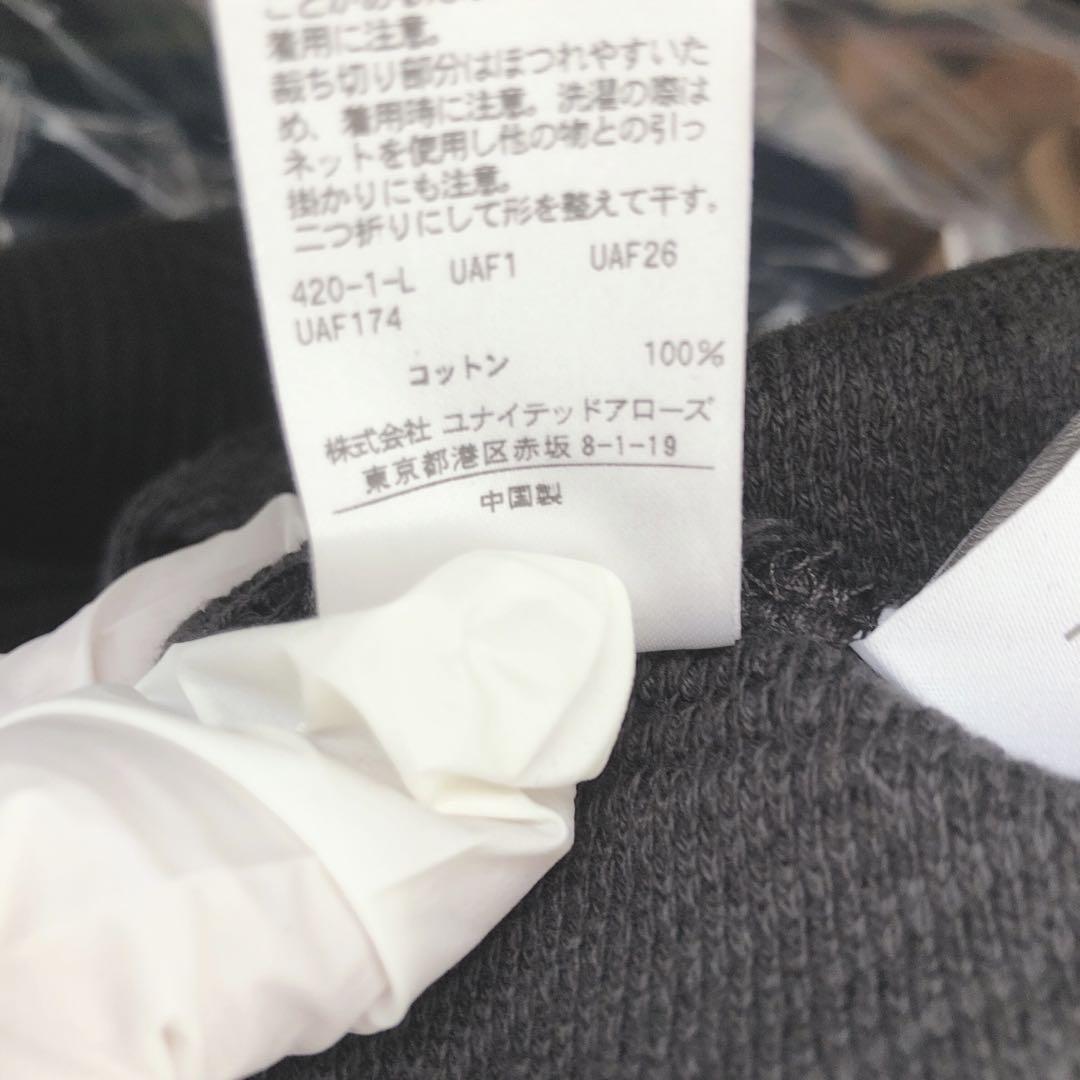 着用に注意。
裁ち切り部分はほつれやすいた
め、着用時に注意。洗濯の際は
ネットを使用し他の物との引っ
掛かりにも注意。
二つ折りにして形を整えて干す。
420-1-L UAF1 UAF26
UAF174
コットン 100%
株式会社 ユナイテッドアローズ
東京都港区赤坂 8-1-19
中国製